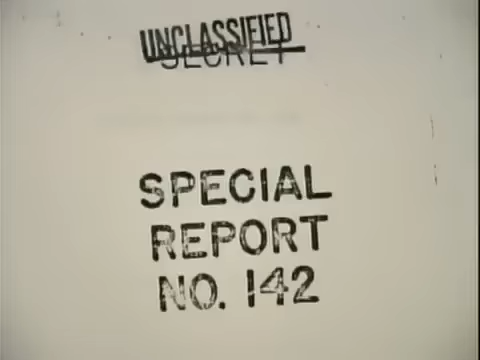 UNCLASSIFIED
SECRET
SPECIAL
REPORT
NO. 142